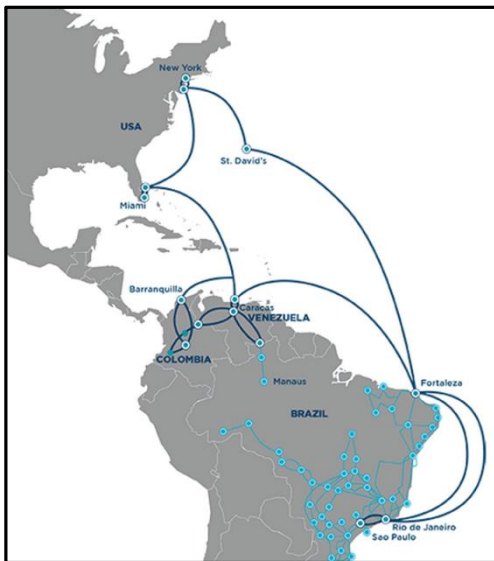 New York
USA
St. David's
Miami
Barranquilla
Caracas
VENEZUELA
COLOMBIA
Manaus
Fortaleza
BRAZIL
Rio de Janeiro
Sao Paulo